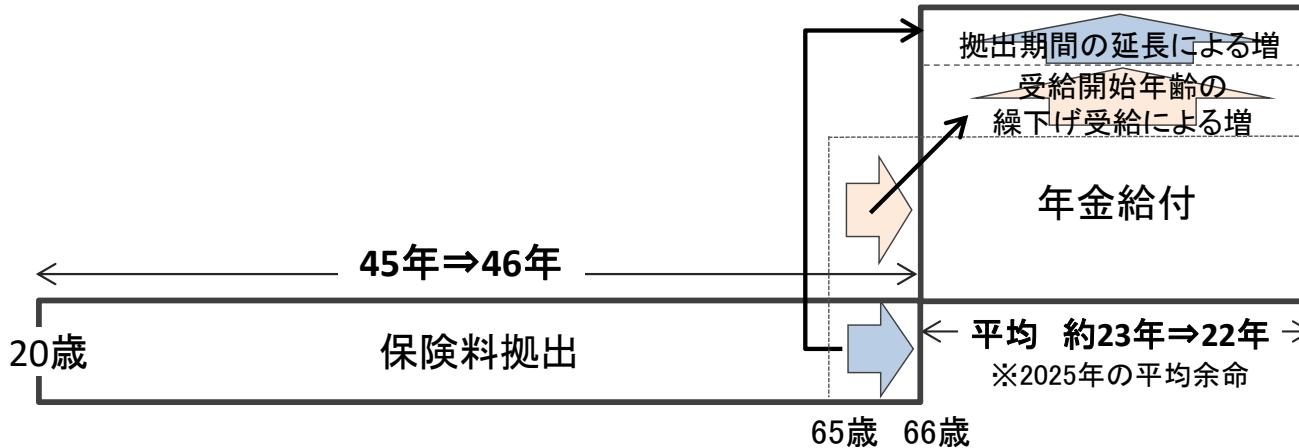 拠出期間の延長による増
受給開始年齢の
繰下げ受給による増
年金給付
45年⇒46年
20歳
保険料拠出
平均 約23年⇒22年
※2025年の平均余命
65歳 66歳